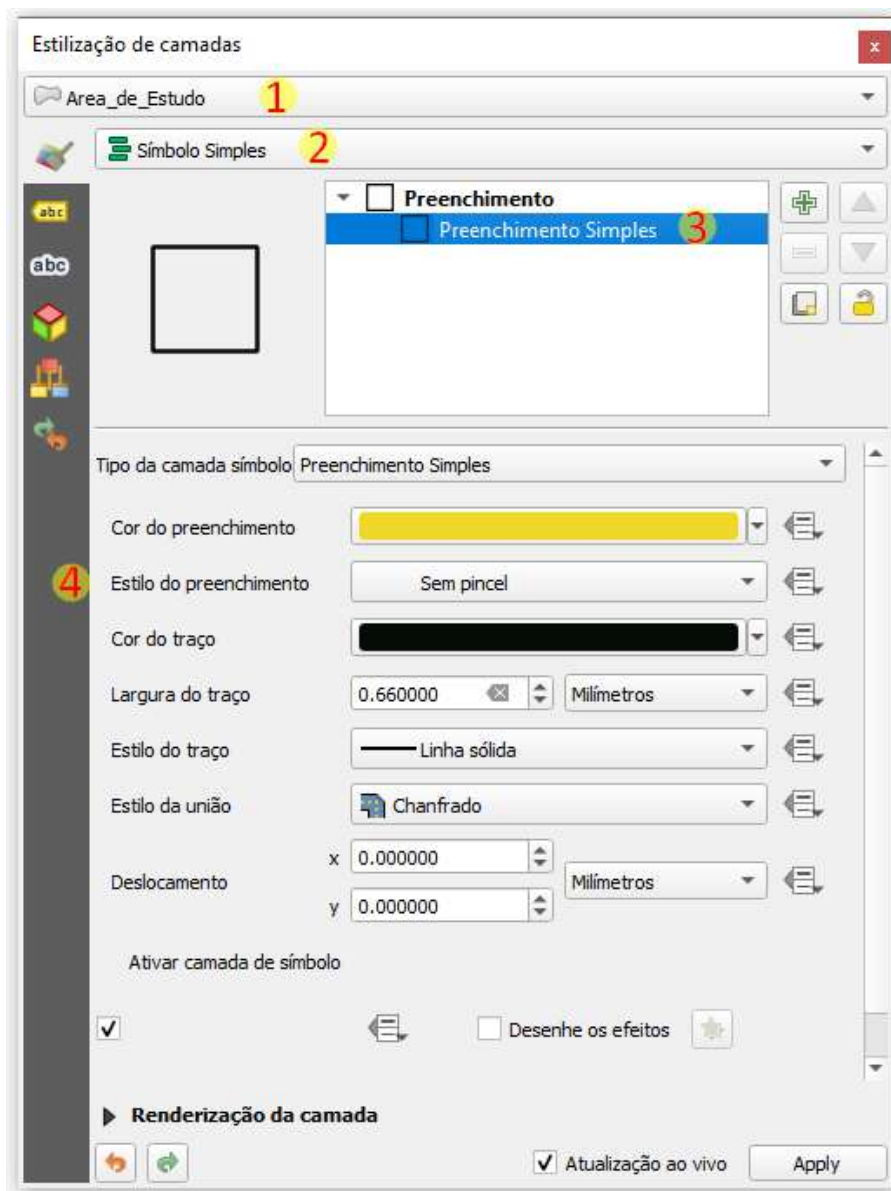 Estilização de camadas
x
Area_de_Estudo 1
Símbolo Simples 2
abc
Preenchimento
Preenchimento Simples 3
abc
Tipo da camada símbolo Preenchimento Simples
Cor do preenchimento
4 Estilo do preenchimento Sem pincel
Cor do traço
Largura do traço 0.660000 Milímetros
Estilo do traço Linha sólida
Estilo da união Chanfrado
Deslocamento x 0.000000 Milímetros
y 0.000000
Ativar camada de símbolo
Desenhe os efeitos
Renderização da camada
Atualização ao vivo Apply